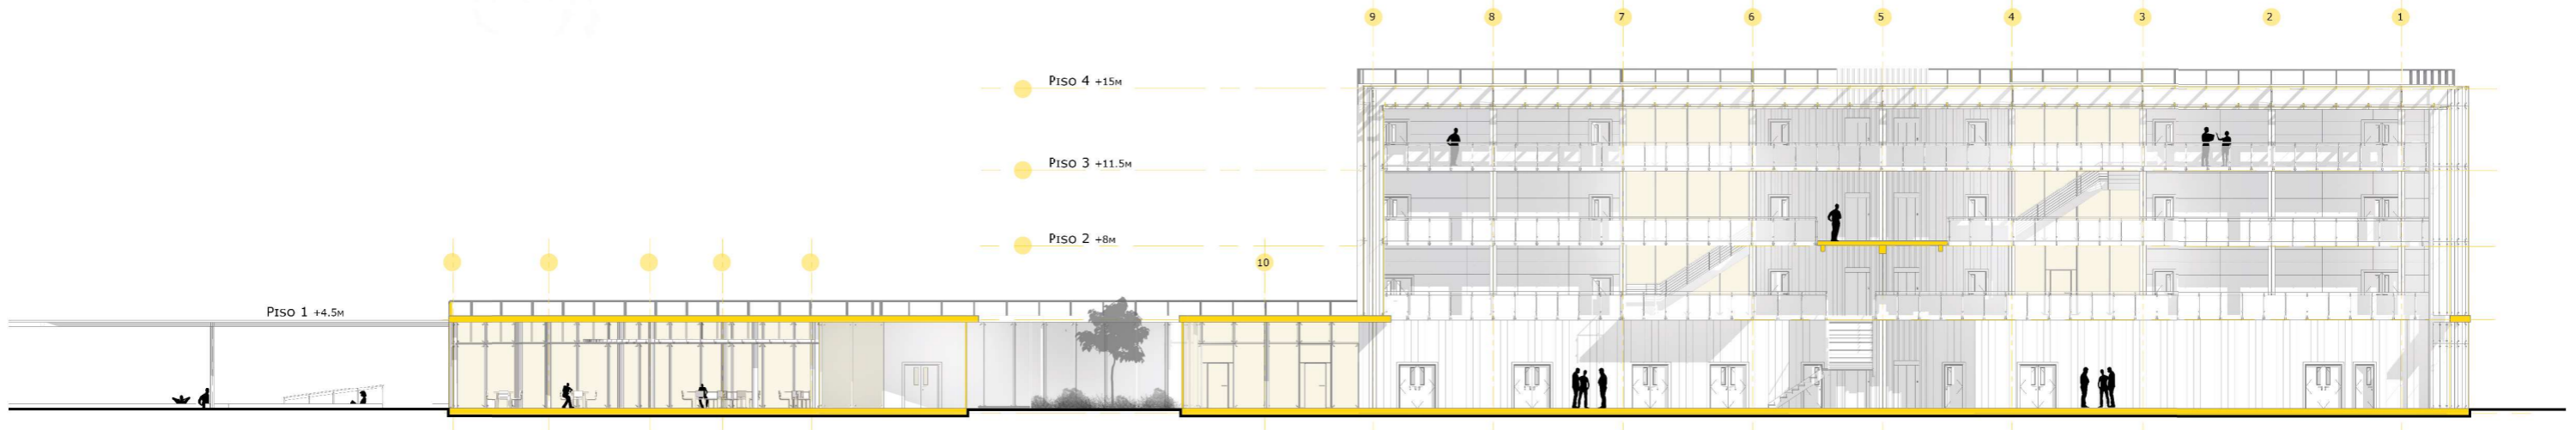 9 8 7 6 5 4 3 2 1
PISO 4 +15M
PISO 3 +11.5M
PISO 2 +8M
10
PISO 1 +4.5M